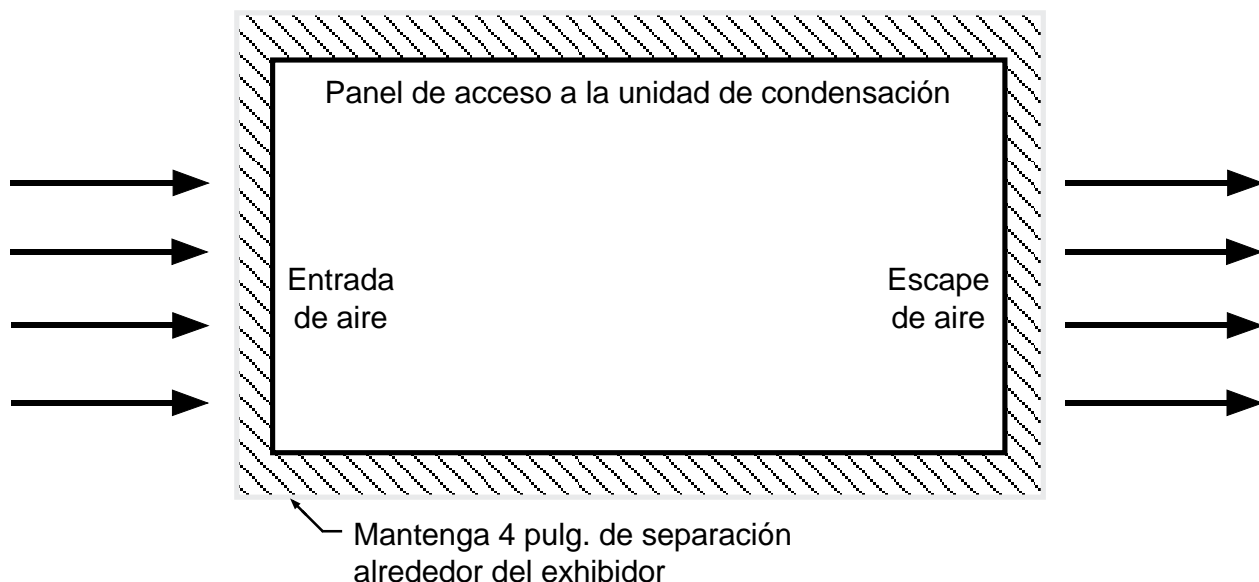 Panel de acceso a la unidad de condensación
Entrada
de aire
Escape
de aire
Mantenga 4 pulg. de separación
alrededor del exhibidor